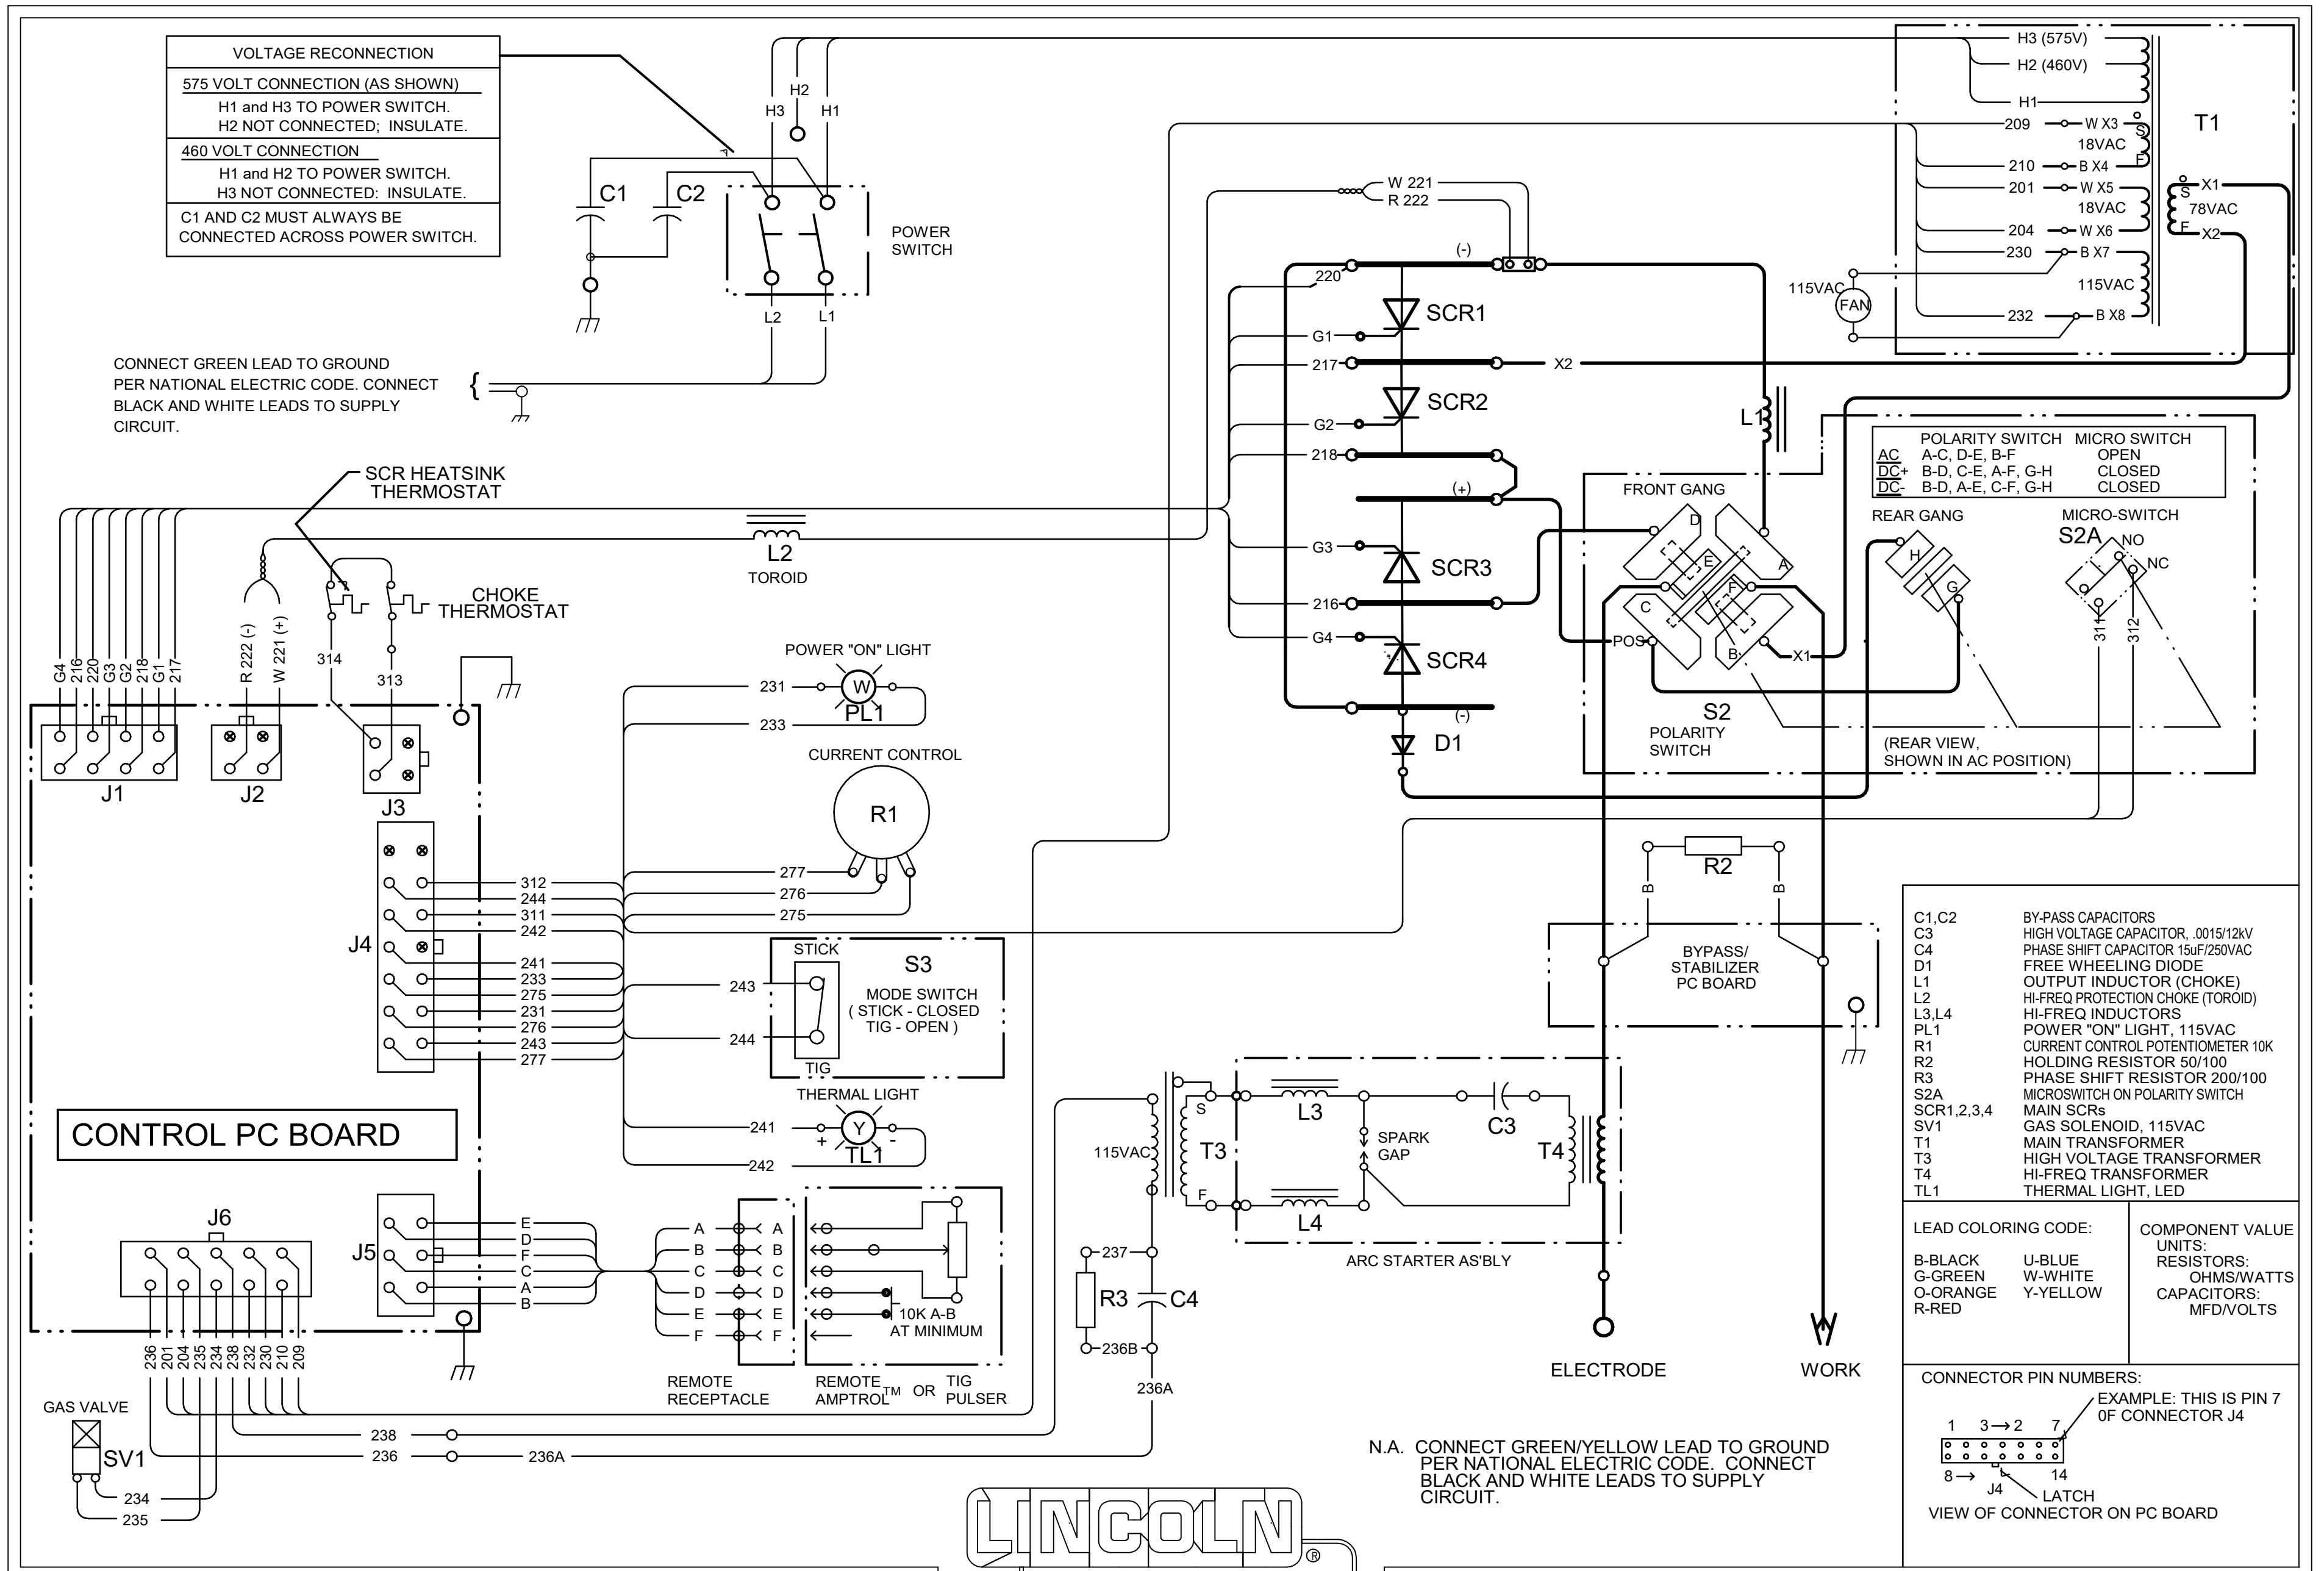 VOLTAGE RECONNECTION
575 VOLT CONNECTION (AS SHOWN)
H1 and H3 TO POWER SWITCH.
H2 NOT CONNECTED; INSULATE.
460 VOLT CONNECTION
H1 and H2 TO POWER SWITCH.
H3 NOT CONNECTED: INSULATE.
C1 AND C2 MUST ALWAYS BE
CONNECTED ACROSS POWER SWITCH.
H3
H2
H1
C1
C2
POWER
SWITCH
L2
L1
CONNECT GREEN LEAD TO GROUND
PER NATIONAL ELECTRIC CODE. CONNECT
BLACK AND WHITE LEADS TO SUPPLY
CIRCUIT.
{
H3 (575V)
H2 (460V)
H1
209 W X3
S
18VAC
F
210 B X4
201 W X5
18VAC
204 W X6
230 B X7
115VAC
232 B X8
T1
S
X1
78VAC
F
X2
115VAC
FAN
W 221
R 222
(-)
220
SCR1
G1
217
X2
SCR2
G2
218
(+)
G3
SCR3
216
G4
SCR4
(-)
D1
L1
POLARITY SWITCH MICRO SWITCH
AC A-C, D-E, B-F OPEN
DC+ B-D, C-E, A-F, G-H CLOSED
DC- B-D, A-E, C-F, G-H CLOSED
FRONT GANG
REAR GANG
MICRO-SWITCH
S2A
NO
NC
D
A
E
F
C
B
H
G
POS
X1
311
312
S2
POLARITY
SWITCH
(REAR VIEW,
SHOWN IN AC POSITION)
SCR HEATSINK
THERMOSTAT
L2
TOROID
CHOKE
THERMOSTAT
G4
216
220
G3
G2
218
G1
217
R 222 (-)
W 221 (+)
314
313
J1
J2
J3
POWER "ON" LIGHT
231
W
PL1
233
CURRENT CONTROL
R1
277
276
275
J4
312
244
311
242
241
233
275
231
276
243
277
STICK
S3
243
MODE SWITCH
( STICK - CLOSED
TIG - OPEN )
244
TIG
THERMAL LIGHT
241
+
Y
-
TL1
242
CONTROL PC BOARD
J6
J5
E
D
F
C
A
B
A A
B B
C C
D D
E E
F F
10K A-B
AT MINIMUM
REMOTE
RECEPTACLE
REMOTE
AMPTROL™ OR TIG
PULSER
236
201
204
235
234
238
232
230
210
209
GAS VALVE
SV1
234
235
238
236
236A
115VAC
S
T3
F
237
R3
C4
236B
236A
L3
SPARK
GAP
C3
T4
L4
ARC STARTER AS'BLY
R2
B
B
BYPASS/
STABILIZER
PC BOARD
ELECTRODE
WORK
N.A. CONNECT GREEN/YELLOW LEAD TO GROUND
PER NATIONAL ELECTRIC CODE. CONNECT
BLACK AND WHITE LEADS TO SUPPLY
CIRCUIT.
C1,C2 BY-PASS CAPACITORS
C3 HIGH VOLTAGE CAPACITOR, .0015/12kV
C4 PHASE SHIFT CAPACITOR 15uF/250VAC
D1 FREE WHEELING DIODE
L1 OUTPUT INDUCTOR (CHOKE)
L2 HI-FREQ PROTECTION CHOKE (TOROID)
L3,L4 HI-FREQ INDUCTORS
PL1 POWER "ON" LIGHT, 115VAC
R1 CURRENT CONTROL POTENTIOMETER 10K
R2 HOLDING RESISTOR 50/100
R3 PHASE SHIFT RESISTOR 200/100
S2A MICROSWITCH ON POLARITY SWITCH
SCR1,2,3,4 MAIN SCRs
SV1 GAS SOLENOID, 115VAC
T1 MAIN TRANSFORMER
T3 HIGH VOLTAGE TRANSFORMER
T4 HI-FREQ TRANSFORMER
TL1 THERMAL LIGHT, LED
LEAD COLORING CODE:
B-BLACK U-BLUE
G-GREEN W-WHITE
O-ORANGE Y-YELLOW
R-RED
COMPONENT VALUE
UNITS:
RESISTORS:
OHMS/WATTS
CAPACITORS:
MFD/VOLTS
CONNECTOR PIN NUMBERS:
EXAMPLE: THIS IS PIN 7
0F CONNECTOR J4
1 3 → 2 7
8 → 14
J4
LATCH
VIEW OF CONNECTOR ON PC BOARD
LINCOLN
®